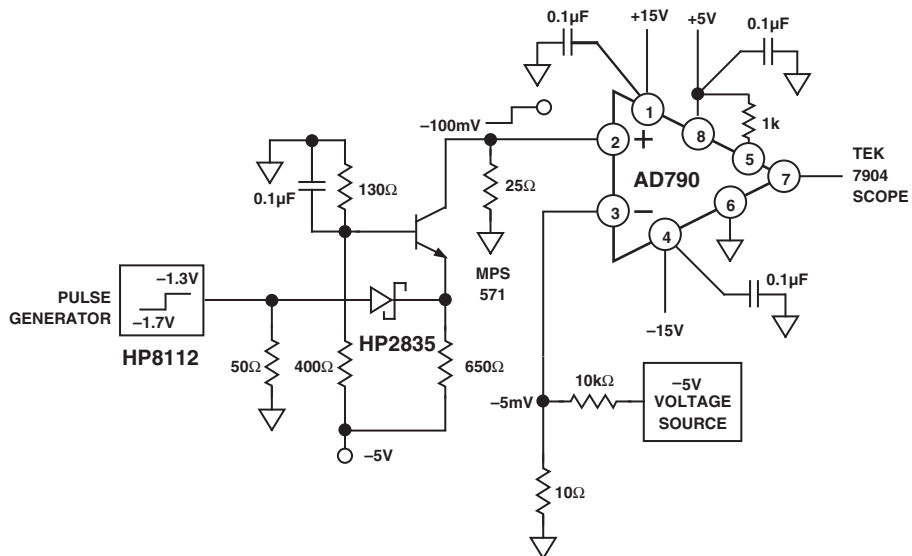 0.1µF
+15V
+5V
0.1µF
–100mV
1
8
1k
2
+
5
TEK
7904
SCOPE
0.1µF
130Ω
25Ω
AD790
7
3
–
6
4
MPS
571
0.1µF
–15V
PULSE
GENERATOR
–1.3V
–1.7V
HP8112
HP2835
50Ω
400Ω
650Ω
10kΩ
–5V
VOLTAGE
SOURCE
–5mV
–5V
10Ω